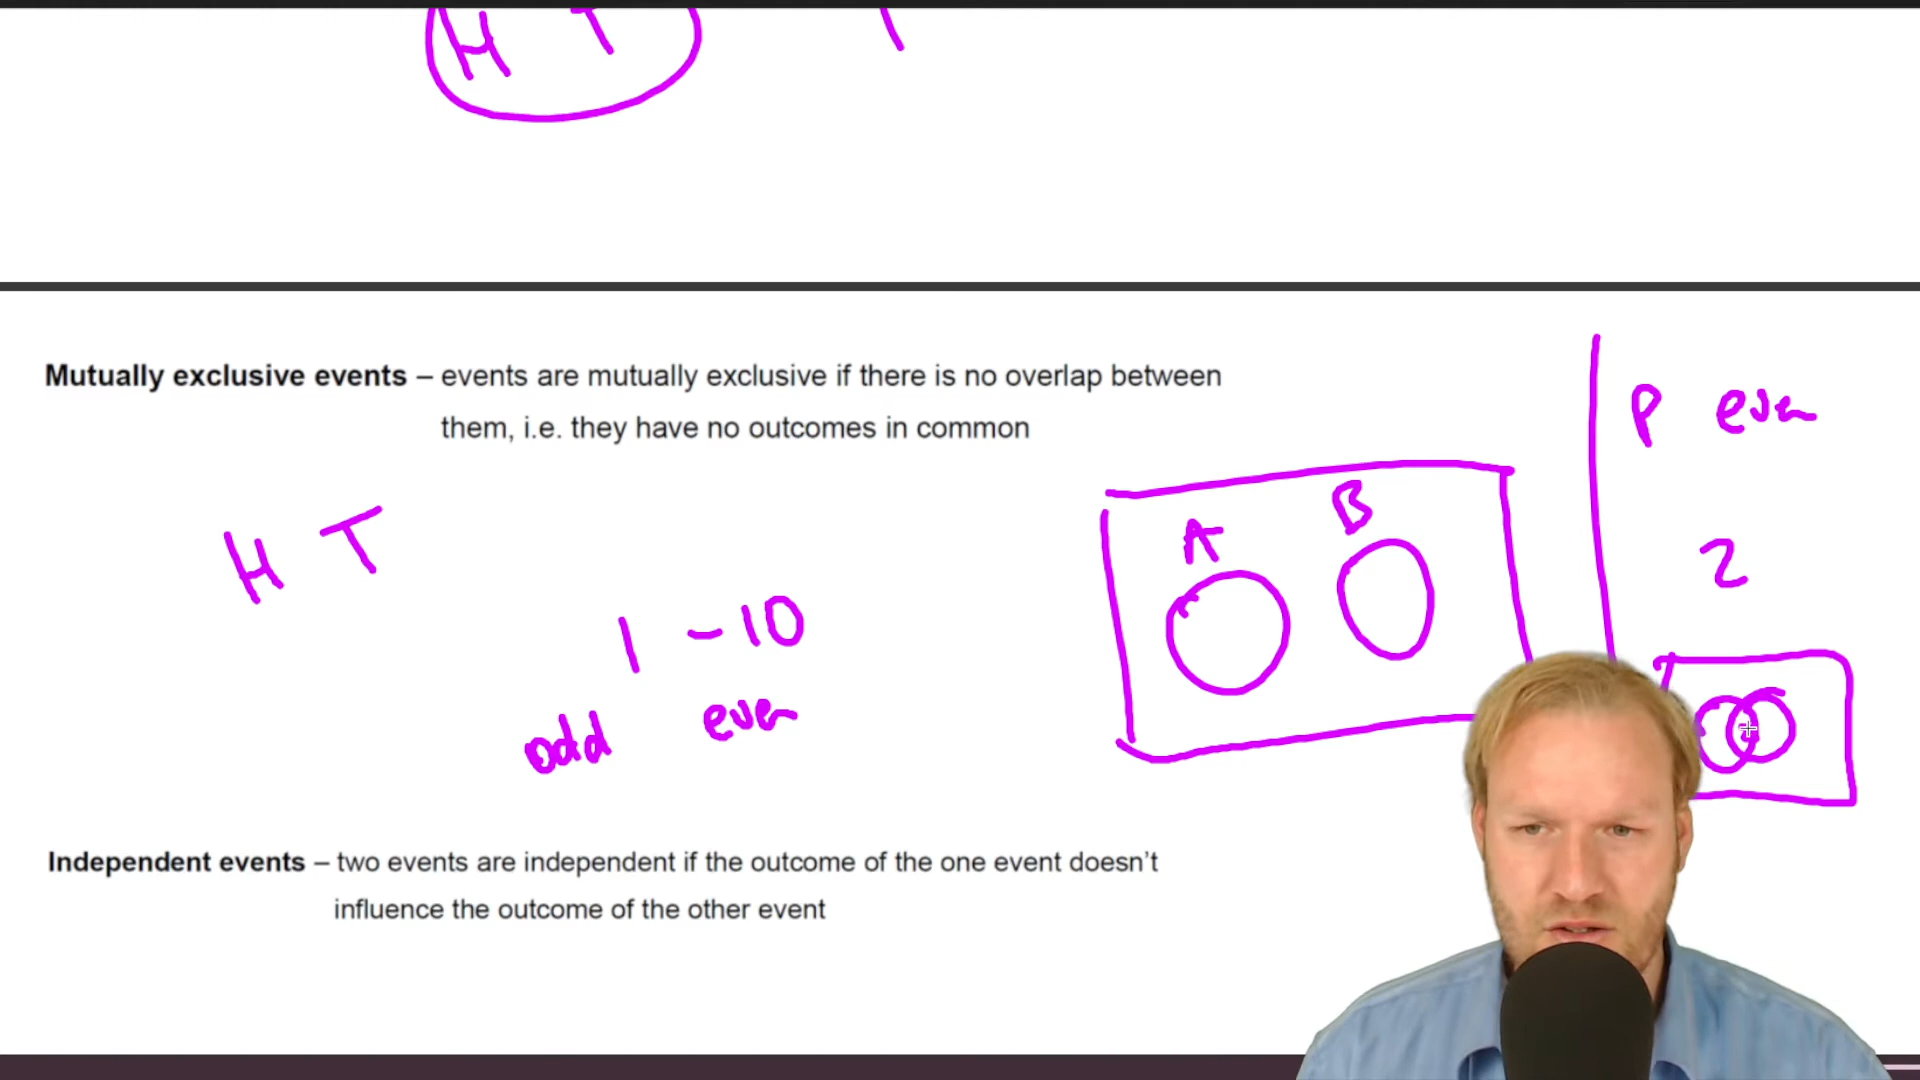 H T
Mutually exclusive events – events are mutually exclusive if there is no overlap between
them, i.e. they have no outcomes in common
P even
A B
H T
2
1 - 10
odd even
Independent events – two events are independent if the outcome of the one event doesn't
influence the outcome of the other event